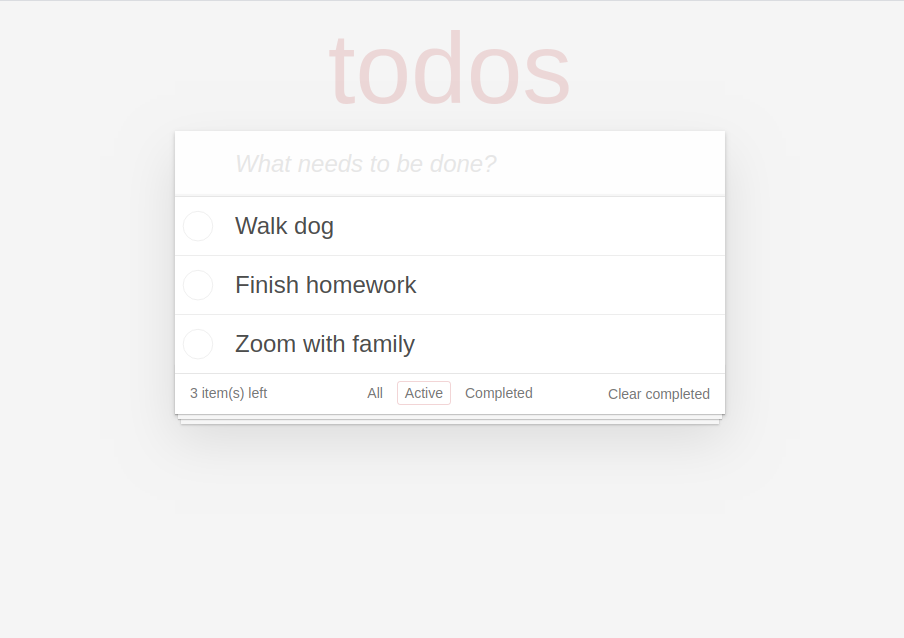 todos
What needs to be done?
Walk dog
Finish homework
Zoom with family
3 item(s) left All Active Completed Clear completed